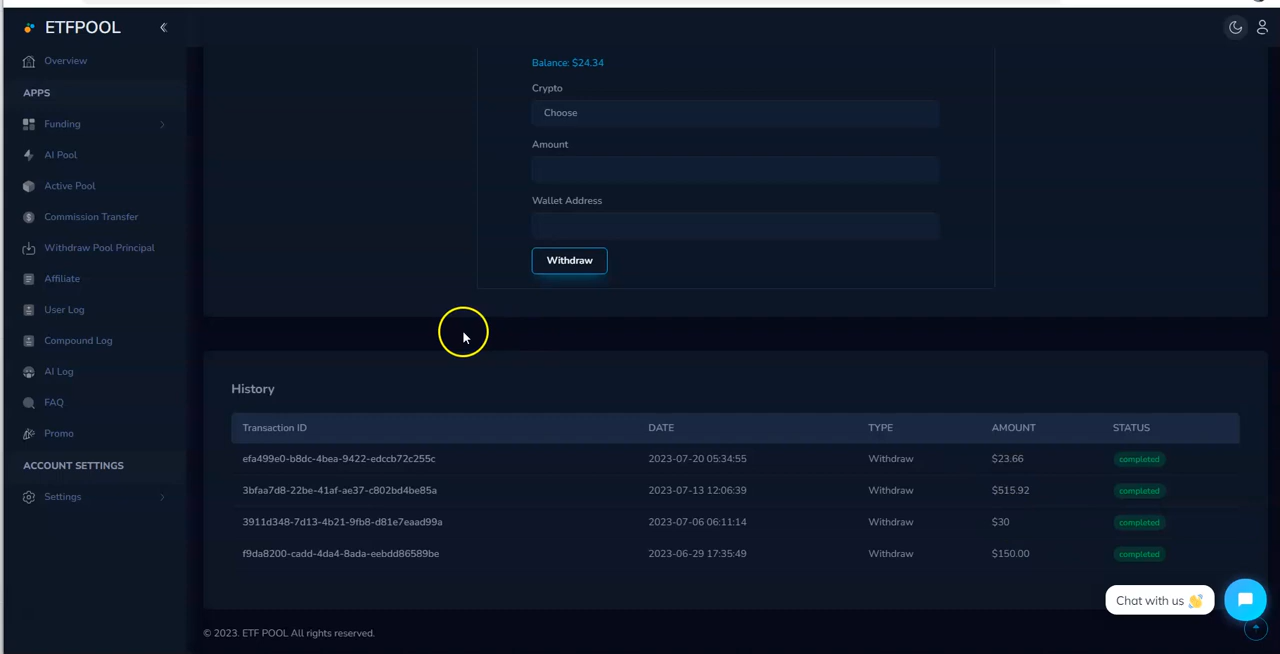 ETFPOOL
Overview
APPS
Funding
AI Pool
Active Pool
Commission Transfer
Withdraw Pool Principal
Affiliate
User Log
Compound Log
AI Log
FAQ
Promo
ACCOUNT SETTINGS
Settings
Balance: $24.34
Crypto
Choose
Amount
Wallet Address
Withdraw
History
Transaction ID DATE TYPE AMOUNT STATUS
efa499e0-b8dc-4bea-9422-edccb72c255c 2023-07-20 05:34:55 Withdraw $23.66 completed
3bfaa7d8-22be-41af-ae37-c802bd4be85a 2023-07-13 12:06:39 Withdraw $515.92 completed
3911d348-7d13-4b21-9fb8-d81e7eaad99a 2023-07-06 06:11:14 Withdraw $30 completed
f9da8200-cadd-4da4-8ada-eebdd86589be 2023-06-29 17:35:49 Withdraw $150.00 completed
Chat with us 👋
© 2023. ETF POOL All rights reserved.